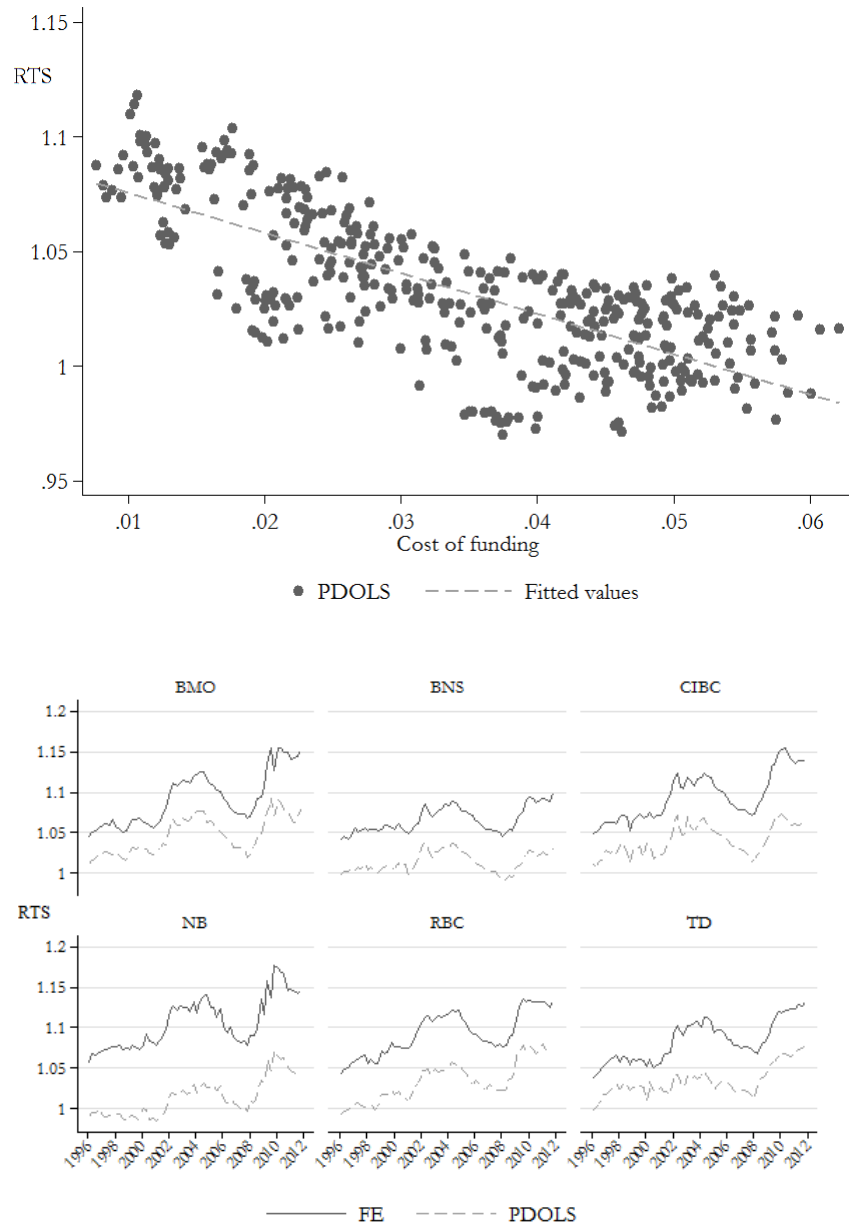 1.15
RTS
1.1
1.05
1
.95
.01 .02 .03 .04 .05 .06
Cost of funding
PDOLS Fitted values
BMO BNS CIBC
1.2
1.15
1.1
1.05
1
RTS
NB RBC TD
1.2
1.15
1.1
1.05
1
1996 1998 2000 2002 2004 2006 2008 2010 2012 1996 1998 2000 2002 2004 2006 2008 2010 2012 1996 1998 2000 2002 2004 2006 2008 2010 2012
FE PDOLS